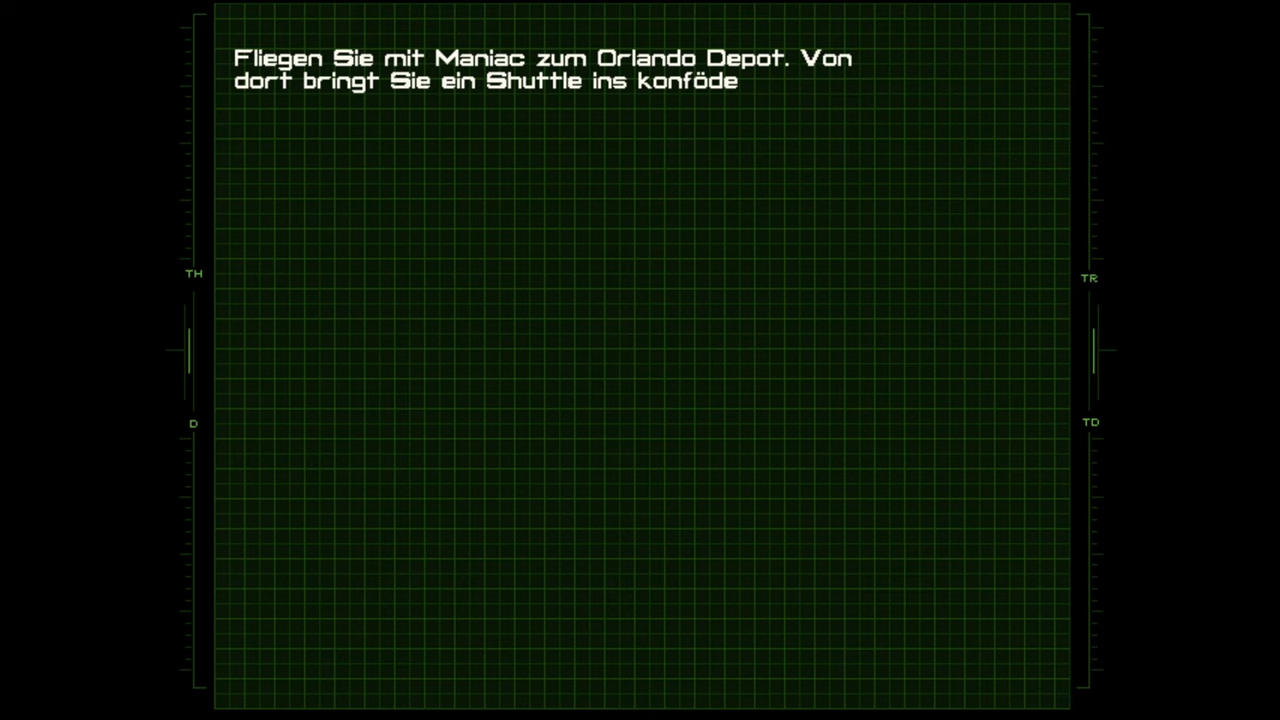 Fliegen Sie mit Maniac zum Orlando Depot. Von
dort bringt Sie ein Shuttle ins konföde
TH
TR
D
TD